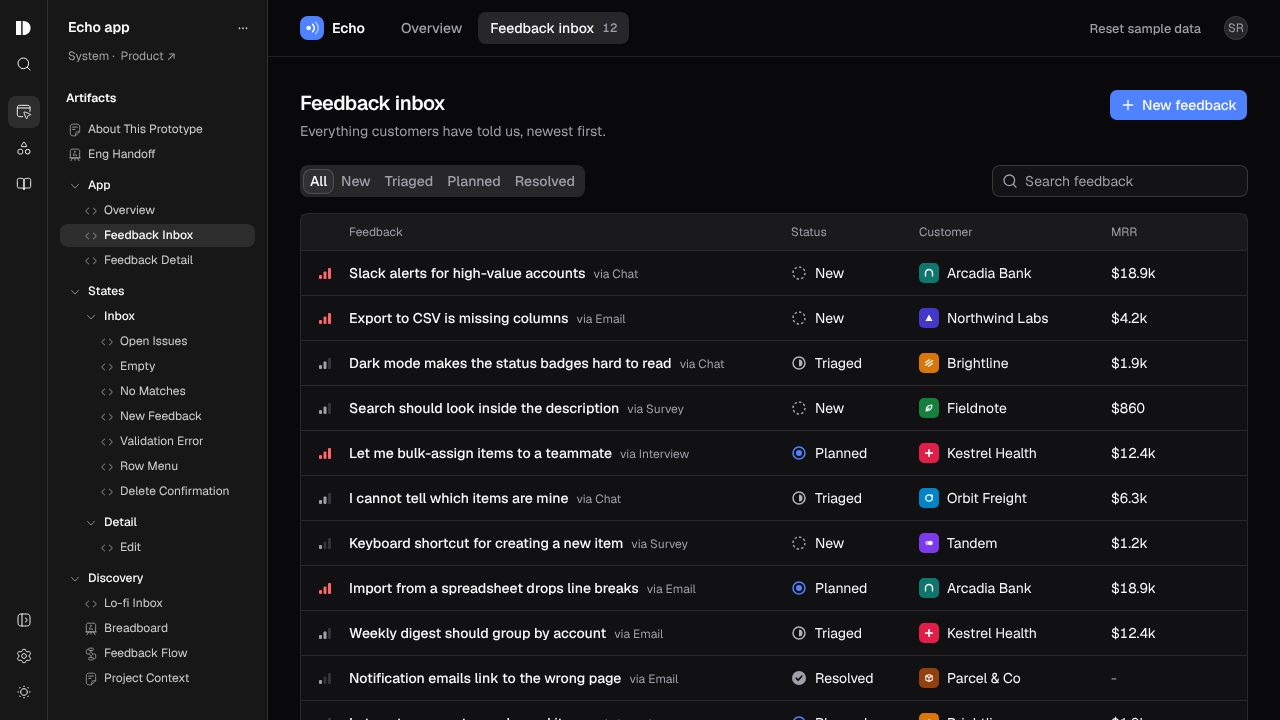 Echo app
System · Product ↗
Artifacts
About This Prototype
Eng Handoff
App
Overview
Feedback Inbox
Feedback Detail
States
Inbox
Open Issues
Empty
No Matches
New Feedback
Validation Error
Row Menu
Delete Confirmation
Detail
Edit
Discovery
Lo-fi Inbox
Breadboard
Feedback Flow
Project Context
Echo Overview Feedback inbox 12 Reset sample data SR
Feedback inbox
New feedback
Everything customers have told us, newest first.
All New Triaged Planned Resolved Search feedback
Feedback Status Customer MRR
Slack alerts for high-value accounts via Chat New Arcadia Bank $18.9k
Export to CSV is missing columns via Email New Northwind Labs $4.2k
Dark mode makes the status badges hard to read via Chat Triaged Brightline $1.9k
Search should look inside the description via Survey New Fieldnote $860
Let me bulk-assign items to a teammate via Interview Planned Kestrel Health $12.4k
I cannot tell which items are mine via Chat Triaged Orbit Freight $6.3k
Keyboard shortcut for creating a new item via Survey New Tandem $1.2k
Import from a spreadsheet drops line breaks via Email Planned Arcadia Bank $18.9k
Weekly digest should group by account via Email Triaged Kestrel Health $12.4k
Notification emails link to the wrong page via Email Resolved Parcel & Co -